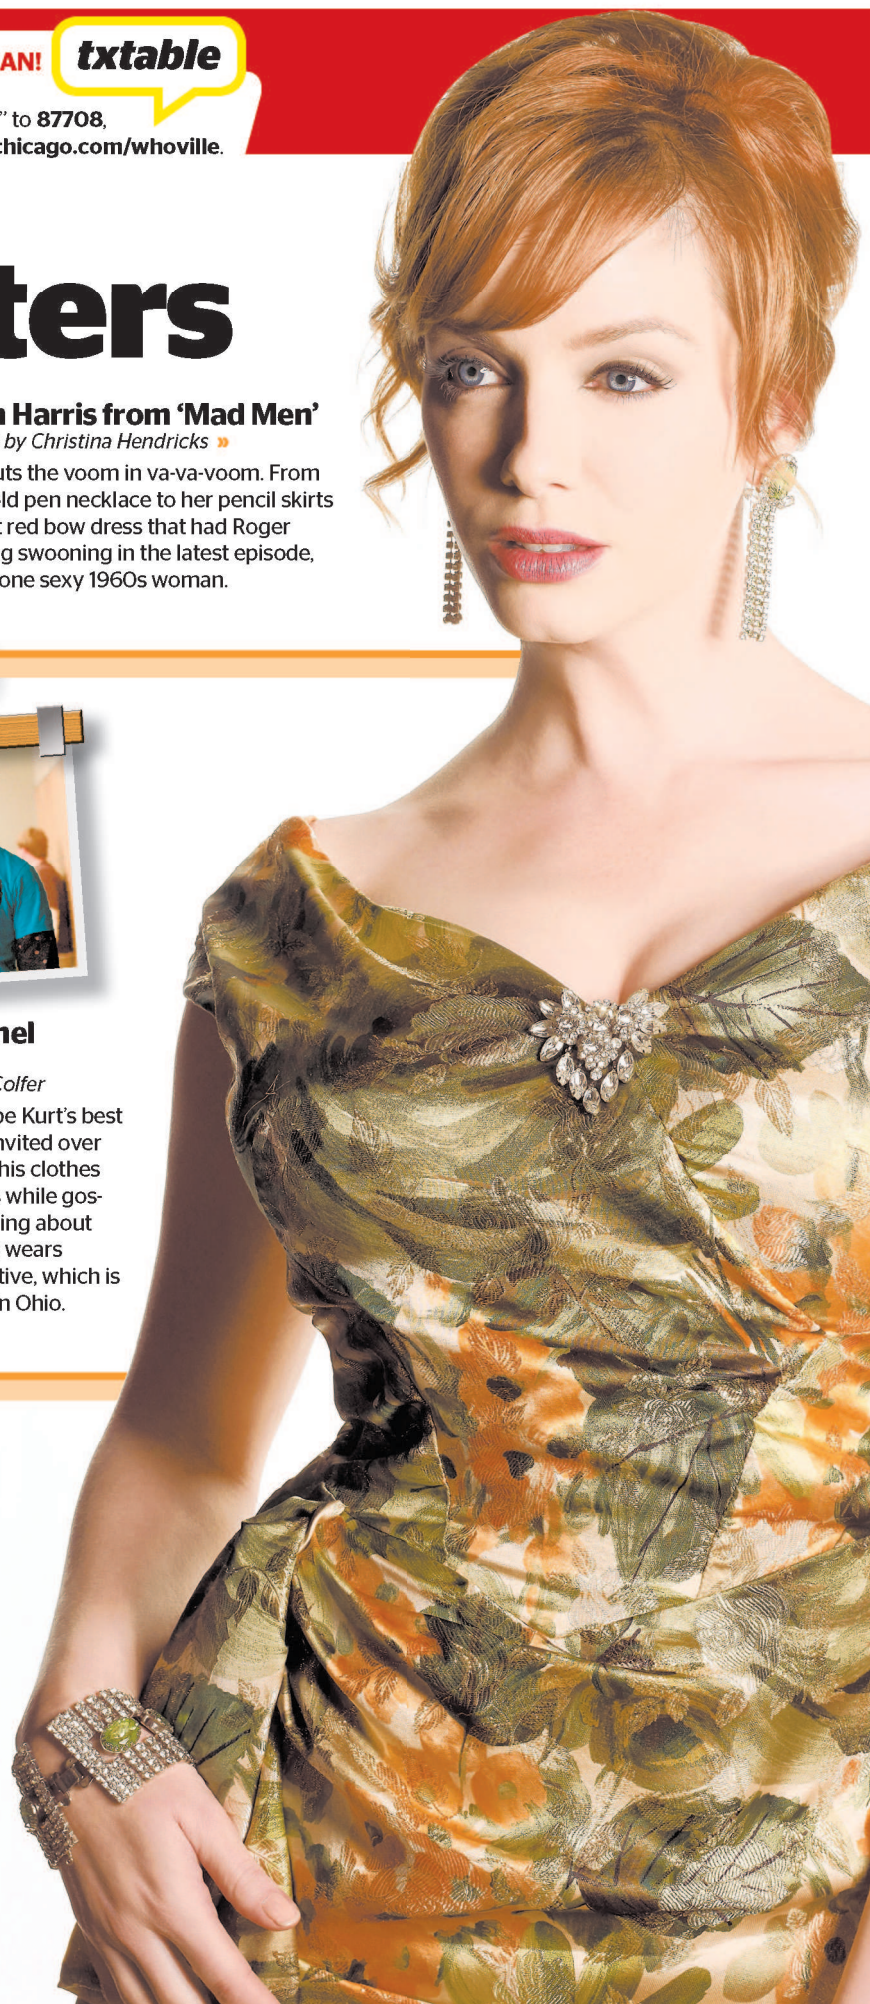 AN! txtable
" to 87708,
chicago.com/whoville.
ters
n Harris from ‘Mad Men’
by Christina Hendricks »
uts the voom in va-va-voom. From
ld pen necklace to her pencil skirts
t red bow dress that had Roger
g swooning in the latest episode,
one sexy 1960s woman.
nel
Colfer
be Kurt’s best
nvited over
his clothes
s while gos-
ing about
wears
tive, which is
n Ohio.